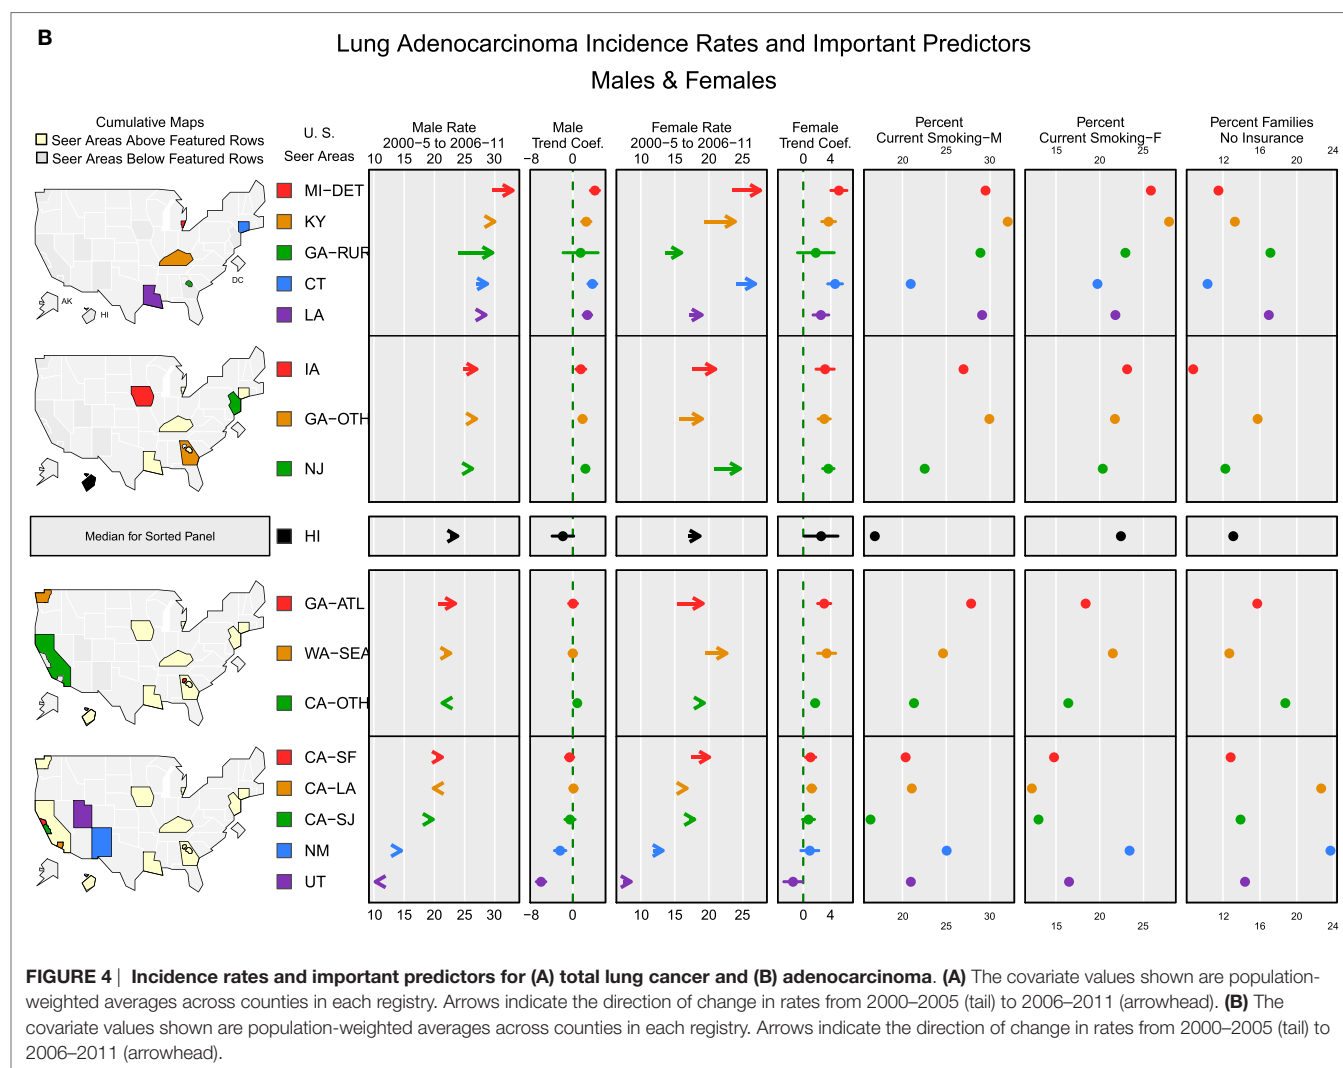 B
Lung Adenocarcinoma Incidence Rates and Important Predictors
Males & Females
Cumulative Maps
Seer Areas Above Featured Rows
Seer Areas Below Featured Rows
U. S.
Seer Areas
Male Rate
2000−5 to 2006−11
10 15 20 25 30
Male
Trend Coef.
−8 0
Female Rate
2000−5 to 2006−11
10 15 20 25
Female
Trend Coef.
0 4
Percent
Current Smoking−M
20 25 30
Percent
Current Smoking−F
15 20 25
Percent Families
No Insurance
12 16 20 24
MI−DET
KY
GA−RUR
CT
LA
AK
HI
DC
IA
GA−OTH
NJ
Median for Sorted Panel
HI
GA−ATL
WA−SEA
CA−OTH
CA−SF
CA−LA
CA−SJ
NM
UT
10 15 20 25 30
−8 0
10 15 20 25
0 4
20 25 30
15 20 25
12 16 20 24
FIGURE 4 | Incidence rates and important predictors for (A) total lung cancer and (B) adenocarcinoma. (A) The covariate values shown are population-
weighted averages across counties in each registry. Arrows indicate the direction of change in rates from 2000–2005 (tail) to 2006–2011 (arrowhead). (B) The
covariate values shown are population-weighted averages across counties in each registry. Arrows indicate the direction of change in rates from 2000–2005 (tail) to
2006–2011 (arrowhead).